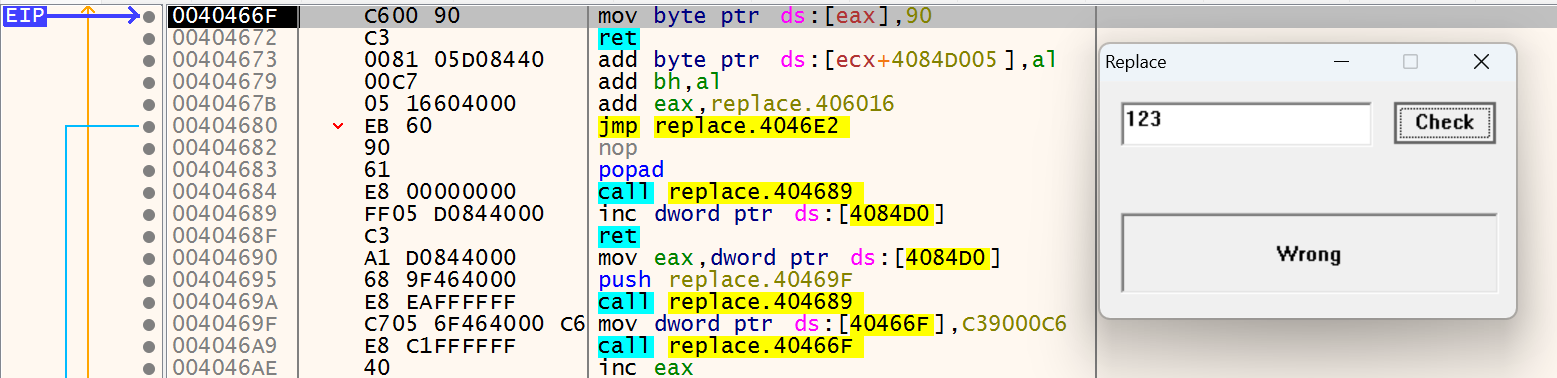 EIP 0040466F C600 90 mov byte ptr ds:[eax],90
00404672 C3 ret
00404673 0081 05D08440 add byte ptr ds:[ecx+4084D005],al
00404679 00C7 add bh,al
0040467B 05 16604000 add eax,replace.406016
00404680 EB 60 jmp replace.4046E2
00404682 90 nop
00404683 61 popad
00404684 E8 00000000 call replace.404689
00404689 FF05 D0844000 inc dword ptr ds:[4084D0]
0040468F C3 ret
00404690 A1 D0844000 mov eax,dword ptr ds:[4084D0]
00404695 68 9F464000 push replace.40469F
0040469A E8 EAFFFFFF call replace.404689
0040469F C705 6F464000 C6 mov dword ptr ds:[40466F],C39000C6
004046A9 E8 C1FFFFFF call replace.40466F
004046AE 40 inc eax
Replace
123
Check
Wrong